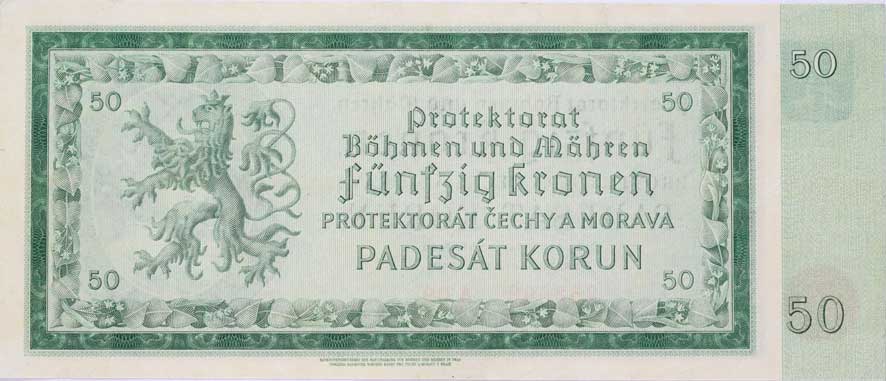 50
50
50
Protektorat
Böhmen und Mähren
Fünfzig Kronen
PROTEKTORÁT ČECHY A MORAVA
PADESÁT KORUN
50
50
50